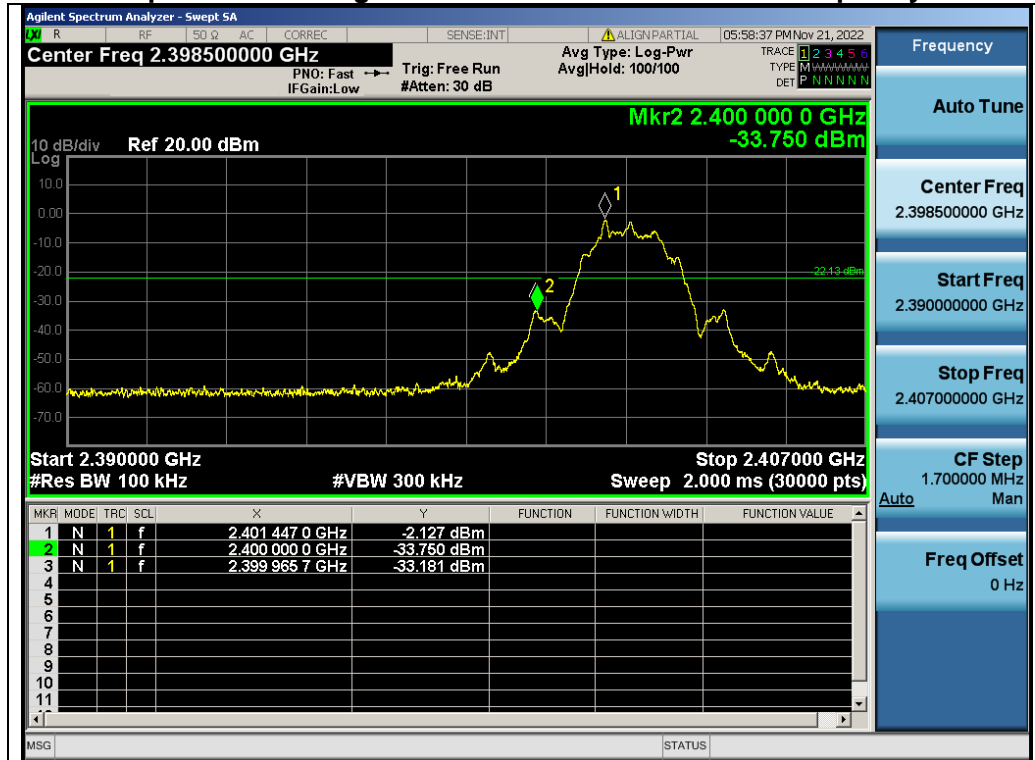 Agilent Spectrum Analyzer - Swept SA
LXI R RF 50 Ω AC CORREC SENSE:INT ALIGN PARTIAL 05:58:37 PM Nov 21, 2022
Center Freq 2.398500000 GHz
PNO: Fast
IFGain:Low
Trig: Free Run
#Atten: 30 dB
Avg Type: Log-Pwr
Avg|Hold: 100/100
TRACE 1 2 3 4 5 6
TYPE M WWWWW
DET P N N N N N
Mkr2 2.400 000 0 GHz
-33.750 dBm
10 dB/div Ref 20.00 dBm
Log
10.0
0.00
-10.0
-20.0
-30.0
-40.0
-50.0
-60.0
-70.0
1
2
-22.13 dBm
Start 2.390000 GHz Stop 2.407000 GHz
#Res BW 100 kHz #VBW 300 kHz Sweep 2.000 ms (30000 pts)
MKR MODE TRC SCL X Y FUNCTION FUNCTION WIDTH FUNCTION VALUE
1 N 1 f 2.401 447 0 GHz -2.127 dBm
2 N 1 f 2.400 000 0 GHz -33.750 dBm
3 N 1 f 2.399 965 7 GHz -33.181 dBm
4
5
6
7
8
9
10
11
MSG STATUS
Frequency
Auto Tune
Center Freq
2.398500000 GHz
Start Freq
2.390000000 GHz
Stop Freq
2.407000000 GHz
CF Step
1.700000 MHz
Auto Man
Freq Offset
0 Hz